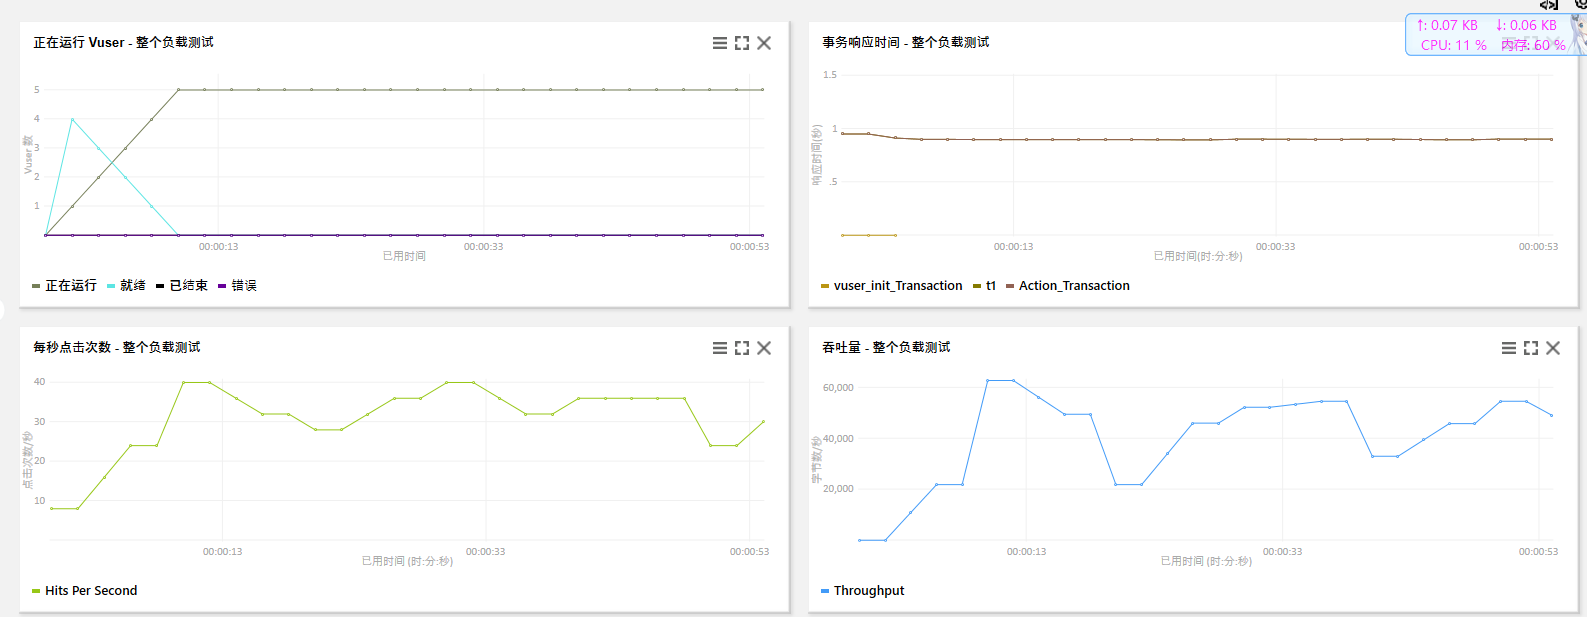 ↑: 0.07 KB ↓: 0.06 KB
CPU: 11 % 内存: 60 %
正在运行 Vuser - 整个负载测试
5
4
3
2
1
Vuser 数
00:00:13 00:00:33 00:00:53
已用时间
正在运行 就绪 已结束 错误
事务响应时间 - 整个负载测试
1.5
1
.5
响应时间(秒)
00:00:13 00:00:33 00:00:53
已用时间(时:分:秒)
vuser_init_Transaction t1 Action_Transaction
每秒点击次数 - 整个负载测试
40
30
20
10
点击次数/秒
00:00:13 00:00:33 00:00:53
已用时间 (时:分:秒)
Hits Per Second
吞吐量 - 整个负载测试
60,000
40,000
20,000
字节数/秒
00:00:13 00:00:33 00:00:53
已用时间 (时:分:秒)
Throughput